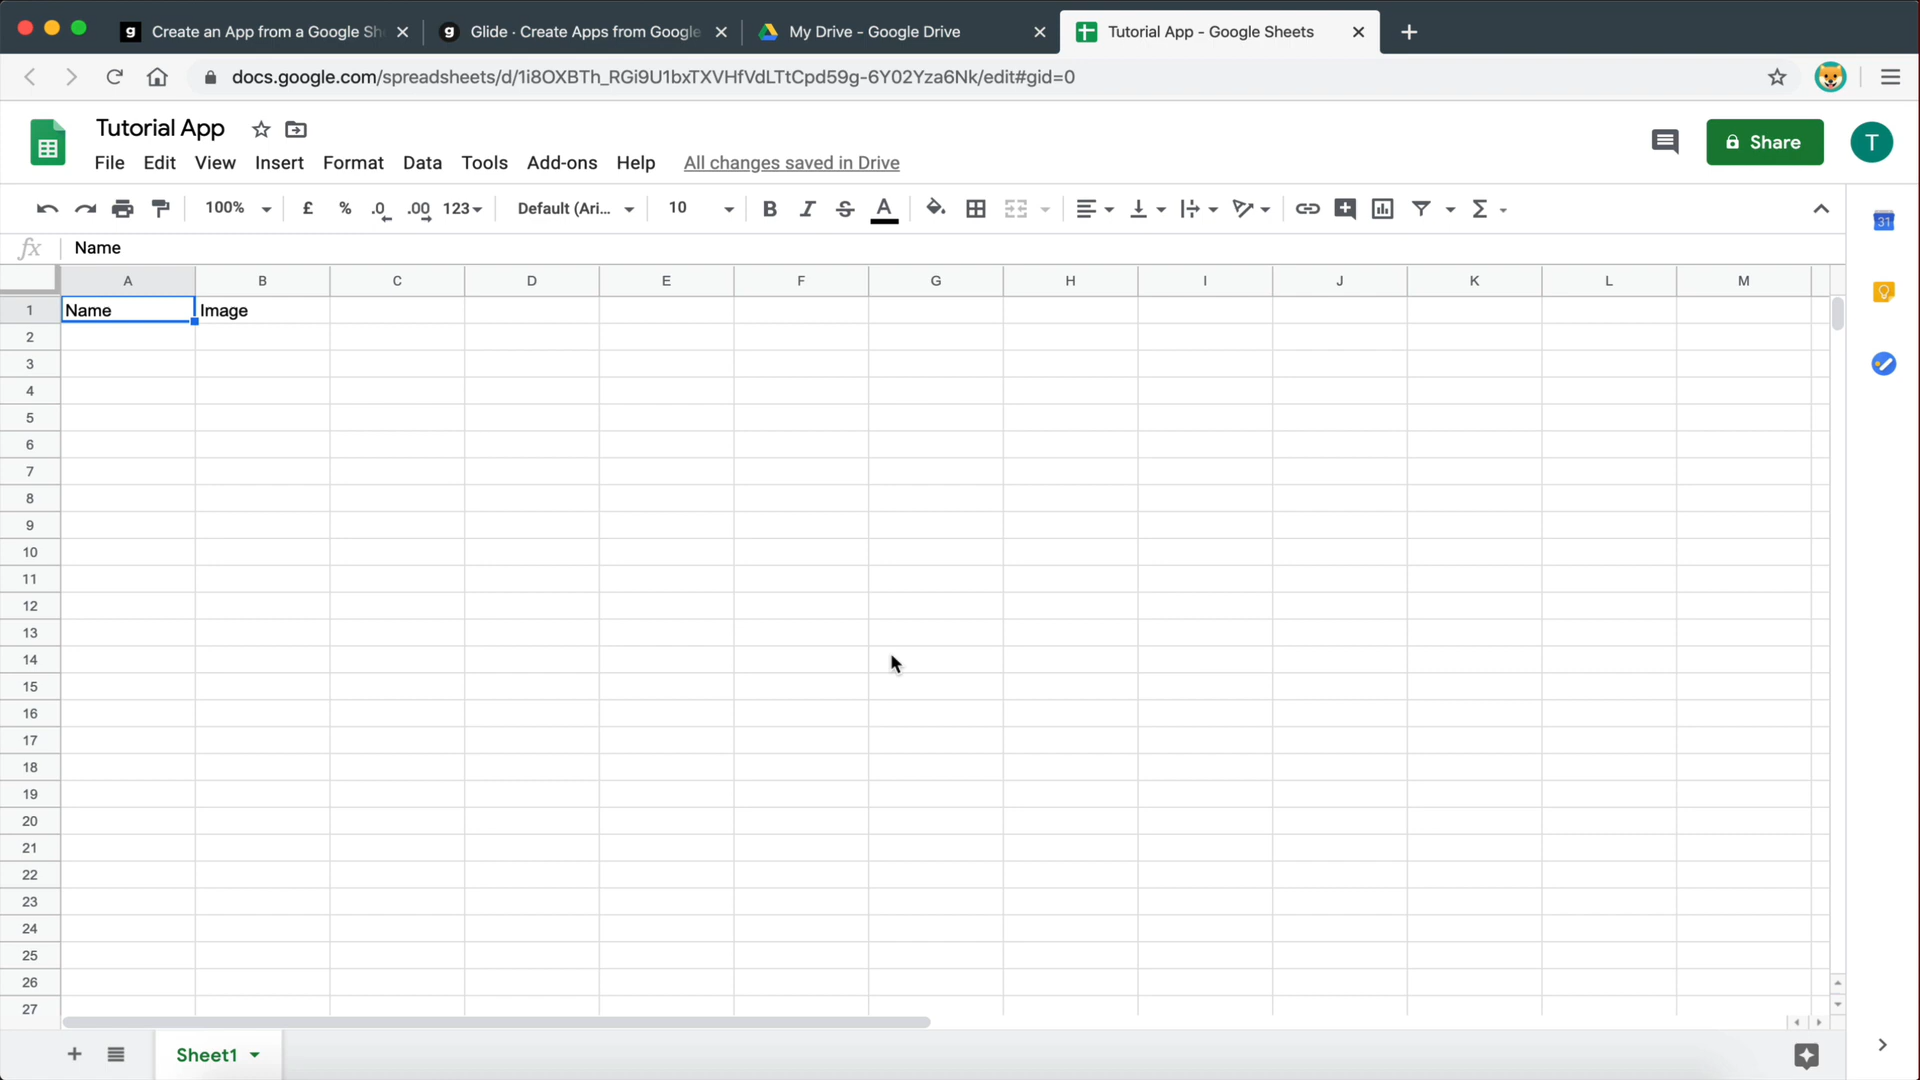 Create an App from a Google Sh
Glide · Create Apps from Google
My Drive - Google Drive
Tutorial App - Google Sheets
docs.google.com/spreadsheets/d/1i8OXBTh_RGi9U1bxTXVHfVdLTtCpd59g-6Y02Yza6Nk/edit#gid=0
Tutorial App
File Edit View Insert Format Data Tools Add-ons Help All changes saved in Drive
Share
T
100% £ % .0 .00 123 Default (Ari... 10 B I S A Σ
31
fx Name
A B C D E F G H I J K L M
1 Name Image
2
3
4
5
6
7
8
9
10
11
12
13
14
15
16
17
18
19
20
21
22
23
24
25
26
27
Sheet1